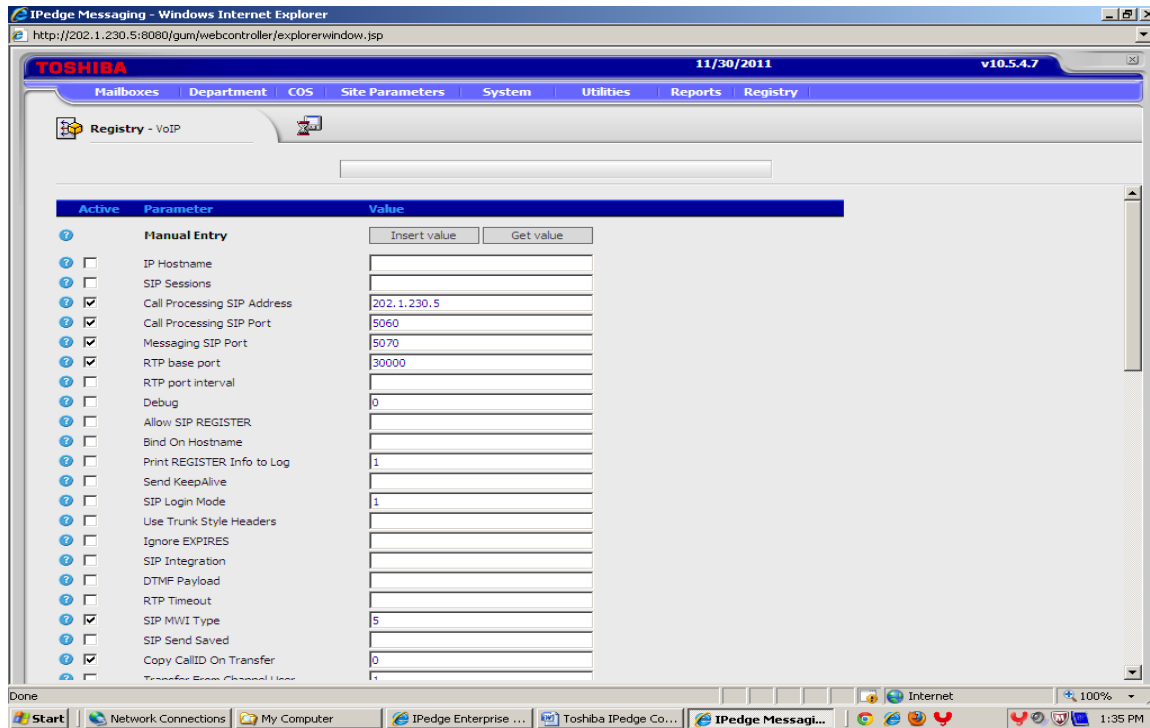 IPedge Messaging - Windows Internet Explorer
http://202.1.230.5:8080/gum/webcontroller/explorerwindow.jsp
TOSHIBA 11/30/2011 v10.5.4.7
Mailboxes Department COS Site Parameters System Utilities Reports Registry
Registry - VoIP
Active Parameter Value
Manual Entry Insert value Get value
IP Hostname
SIP Sessions
Call Processing SIP Address 202.1.230.5
Call Processing SIP Port 5060
Messaging SIP Port 5070
RTP base port 30000
RTP port interval
Debug 0
Allow SIP REGISTER
Bind On Hostname
Print REGISTER Info to Log 1
Send KeepAlive
SIP Login Mode 1
Use Trunk Style Headers
Ignore EXPIRES
SIP Integration
DTMF Payload
RTP Timeout
SIP MWI Type 5
SIP Send Saved
Copy CallID On Transfer 0
Transfer From Channel User 1
Done Internet 100%
Start Network Connections My Computer IPedge Enterprise ... Toshiba IPedge Co... IPedge Messagi... 1:35 PM